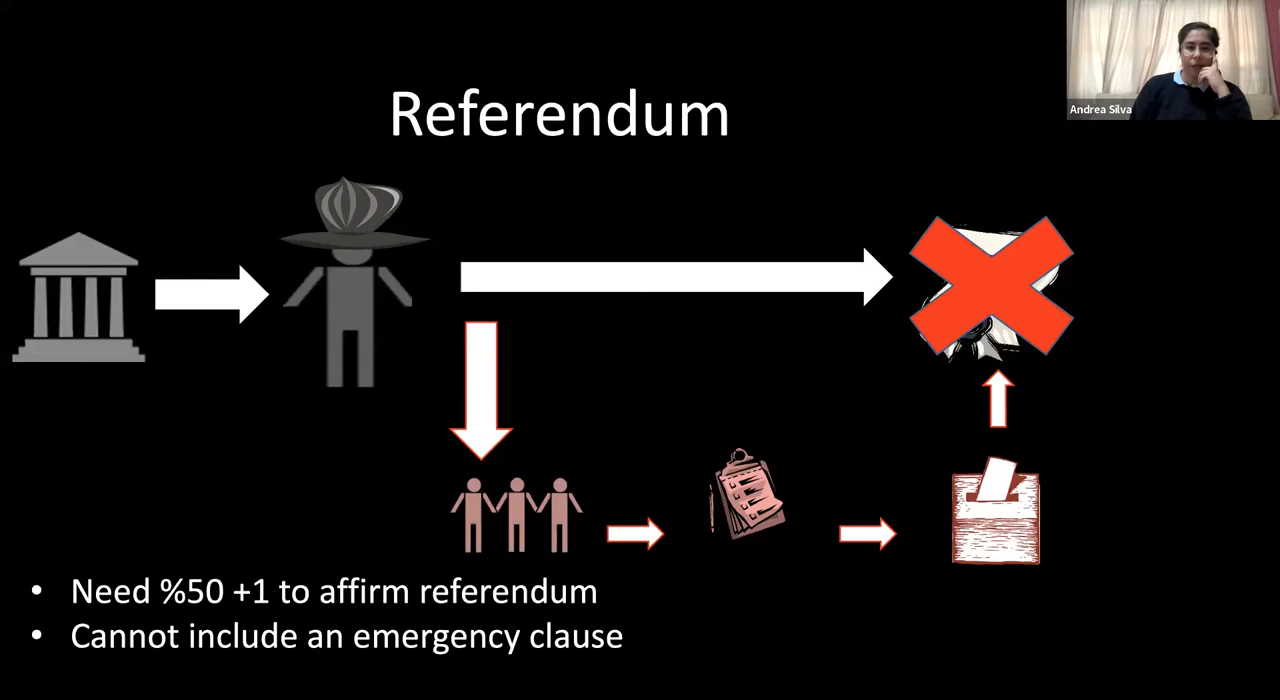 Andrea Silva
Referendum
• Need %50 +1 to affirm referendum
• Cannot include an emergency clause